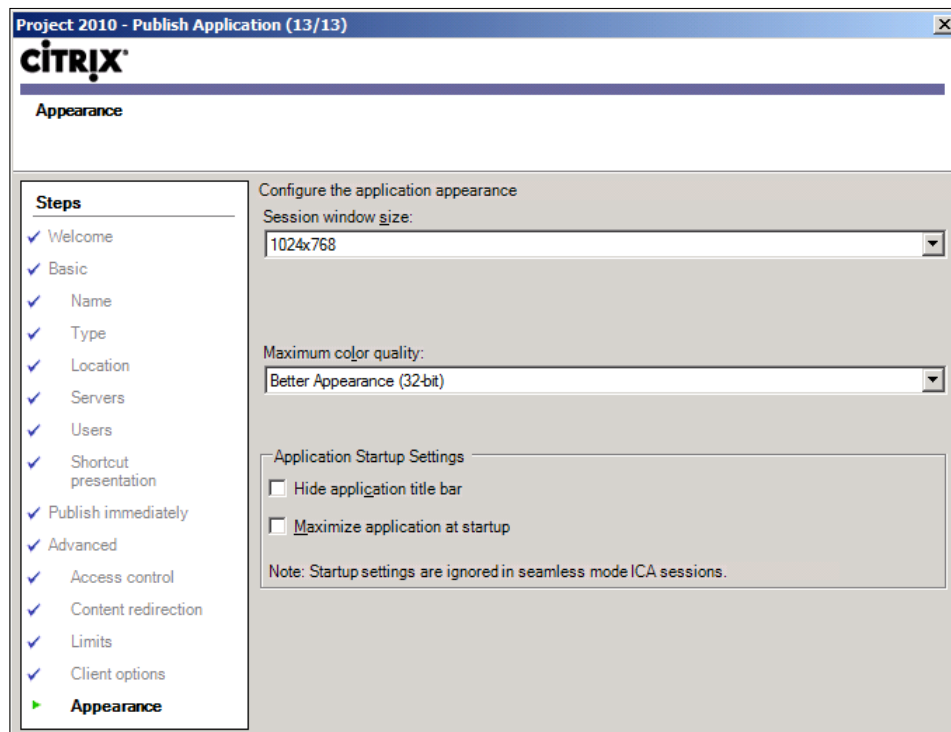 Project 2010 - Publish Application (13/13)
CITRIX
Appearance
Steps
Welcome
Basic
Name
Type
Location
Servers
Users
Shortcut
presentation
Publish immediately
Advanced
Access control
Content redirection
Limits
Client options
Appearance
Configure the application appearance
Session window size:
1024x768
Maximum color quality:
Better Appearance (32-bit)
Application Startup Settings
Hide application title bar
Maximize application at startup
Note: Startup settings are ignored in seamless mode ICA sessions.